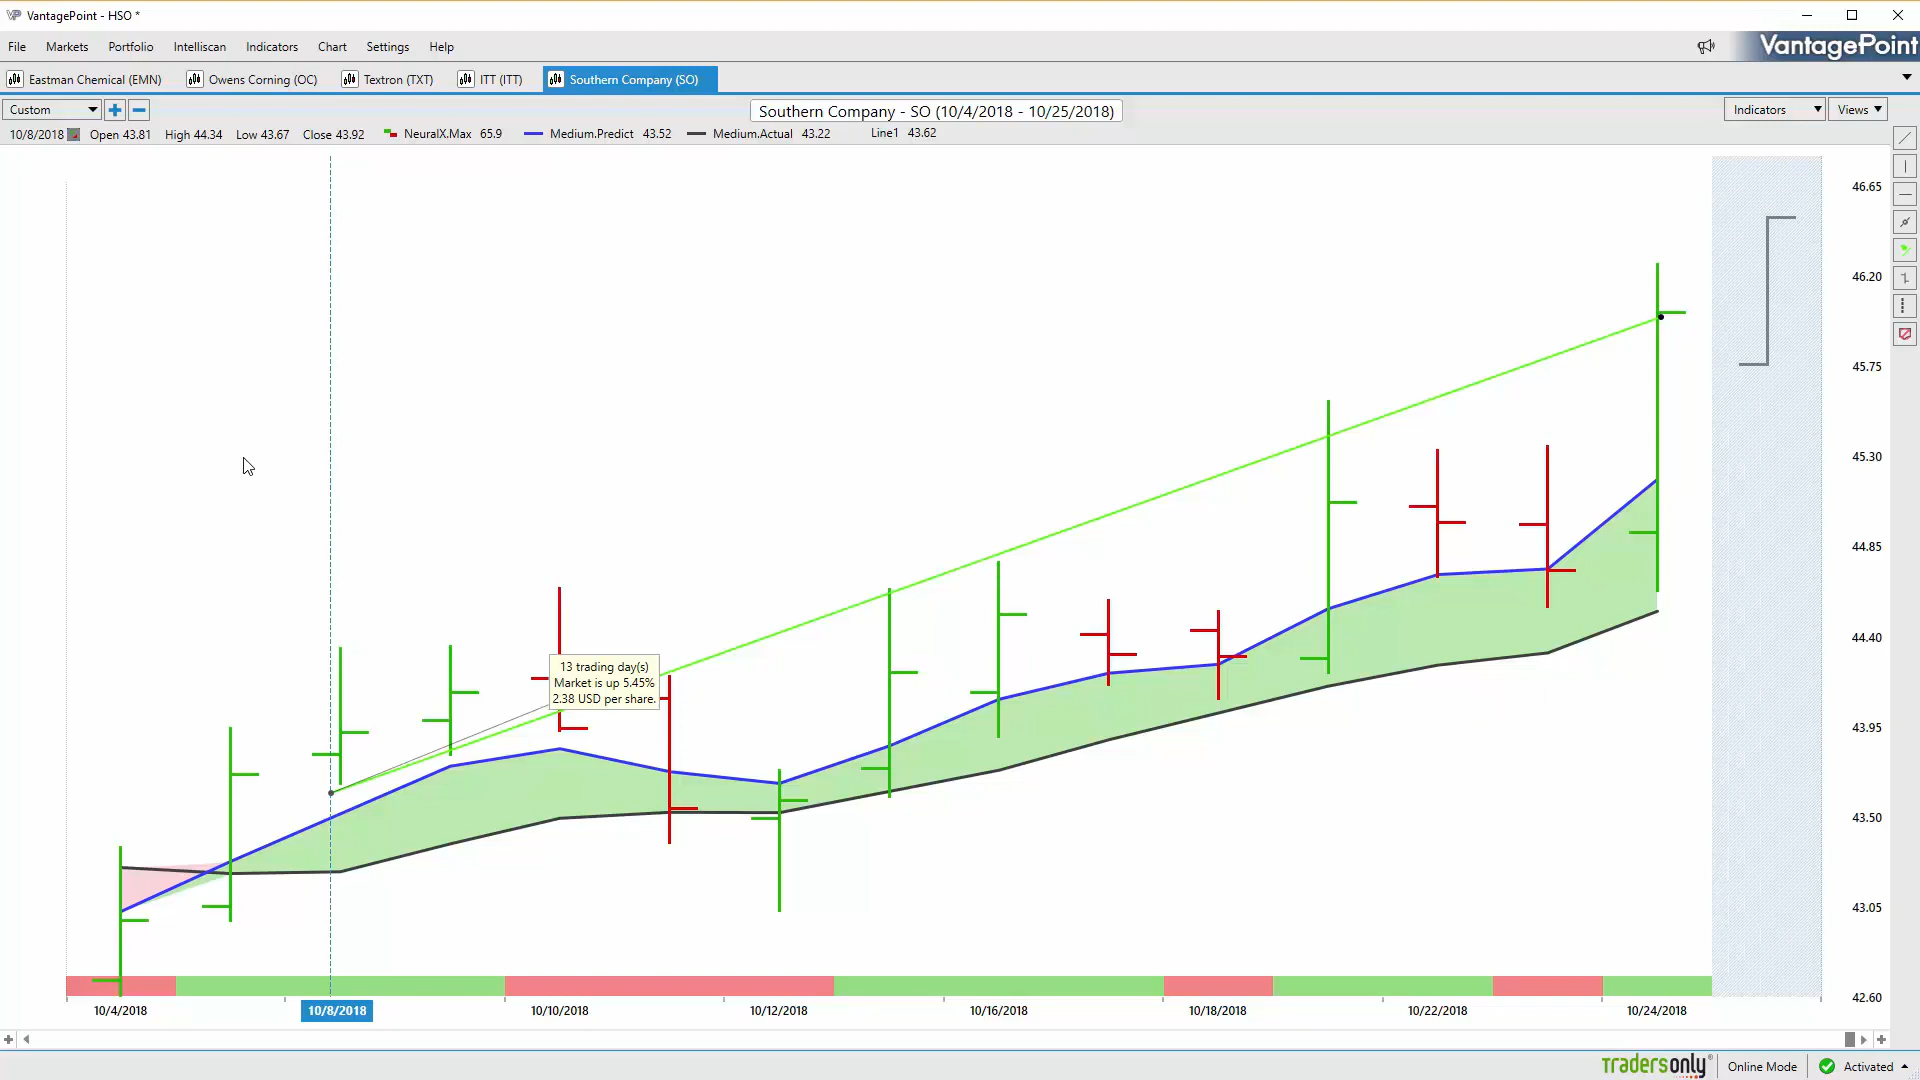 VantagePoint - HSO *
File Markets Portfolio Intelliscan Indicators Chart Settings Help
VantagePoint
Eastman Chemical (EMN) Owens Corning (OC) Textron (TXT) ITT (ITT) Southern Company (SO)
Custom
Southern Company - SO (10/4/2018 - 10/25/2018)
Indicators Views
10/8/2018 Open 43.81 High 44.34 Low 43.67 Close 43.92 NeuralX.Max 65.9 Medium.Predict 43.52 Medium.Actual 43.22 Line1 43.62
46.65
46.20
45.75
45.30
44.85
44.40
43.95
43.50
43.05
42.60
13 trading day(s)
Market is up 5.45%
2.38 USD per share.
10/4/2018 10/8/2018 10/10/2018 10/12/2018 10/16/2018 10/18/2018 10/22/2018 10/24/2018
tradersonly Online Mode Activated